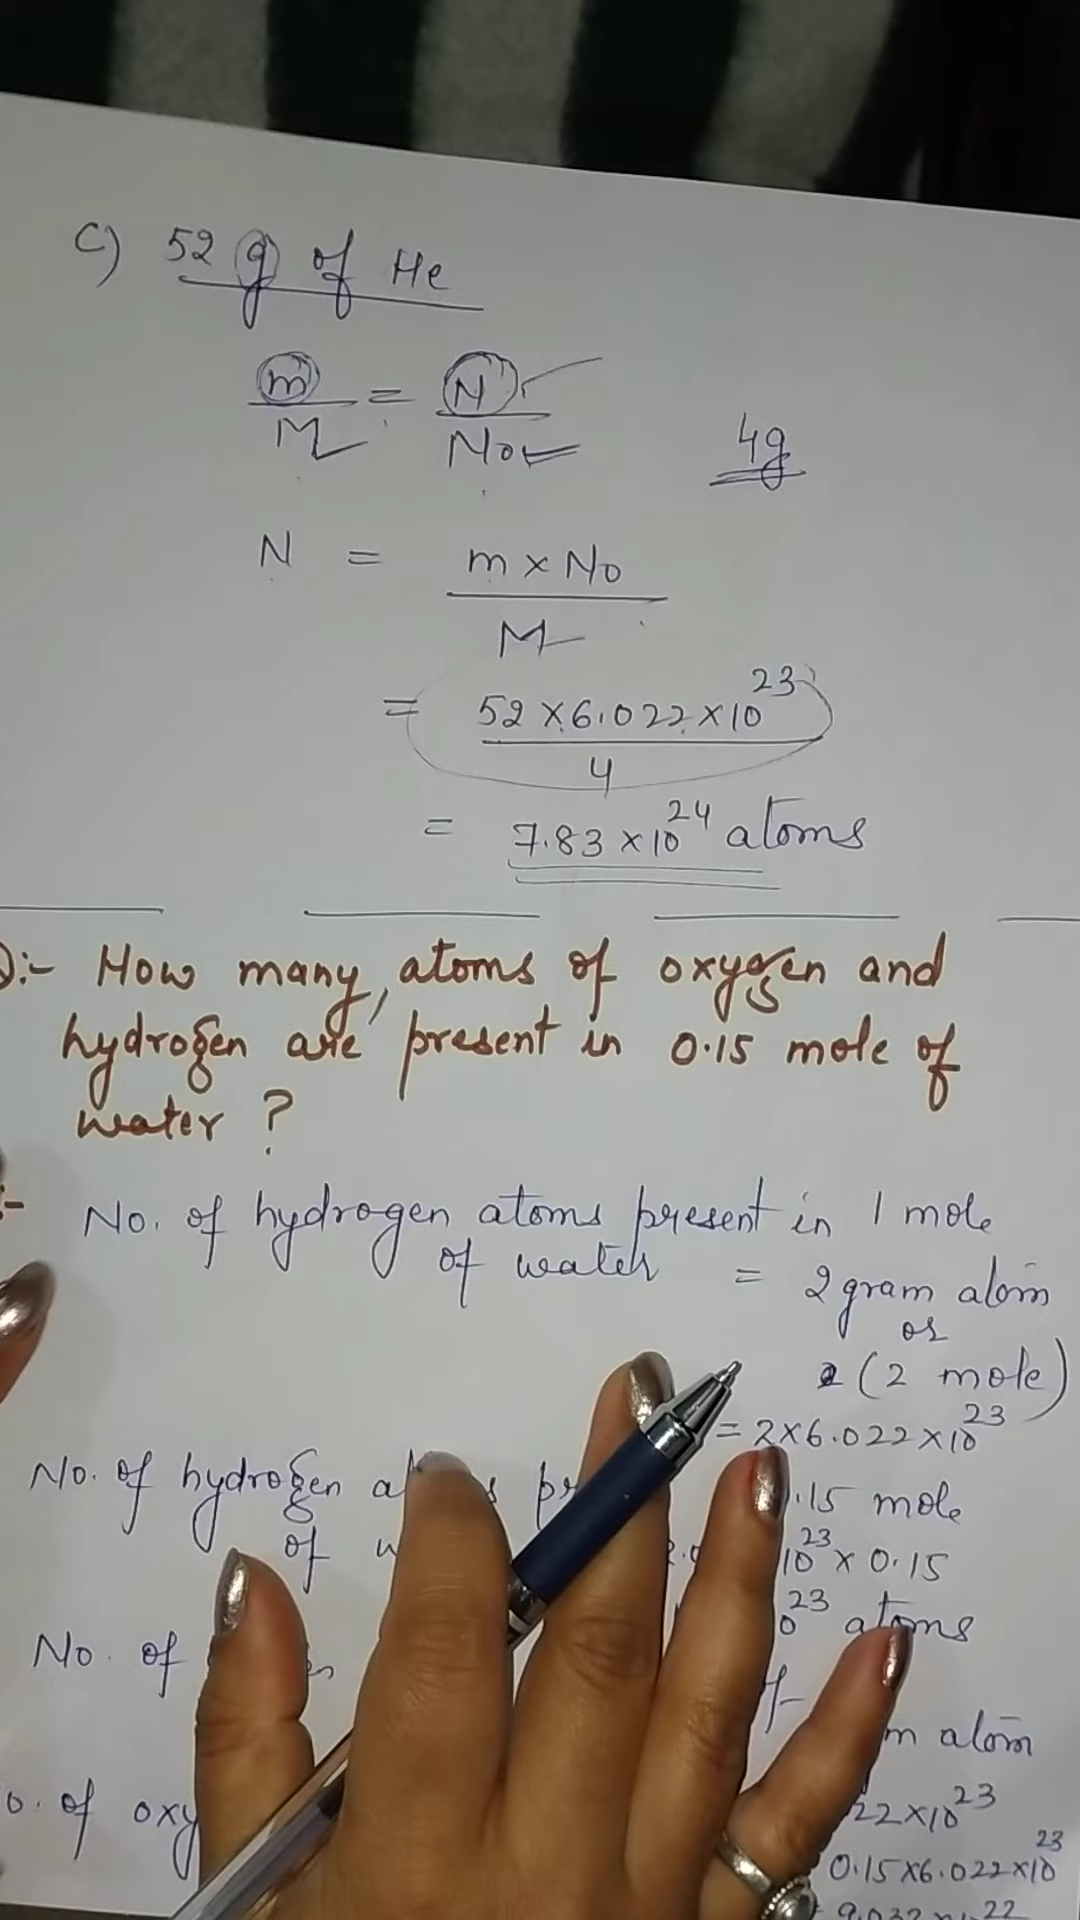 C) 52 g of He
m/M = N/No
4g
N = m × No / M
= 52 × 6.022 × 10^23 / 4
= 7.83 × 10^24 atoms
:- How many, atoms of oxygen and
hydrogen are present in 0.15 mole of
water ?
:- No. of hydrogen atoms present in 1 mole
of water = 2 gram atom
or
2 (2 mole)
= 2×6.022×10^23
No. of hydrogen .15 mole
of 10^23 × 0.15
10^23 atoms
No. of
m atom
o. of oxy 22×10^23
0.15×6.022×10^23